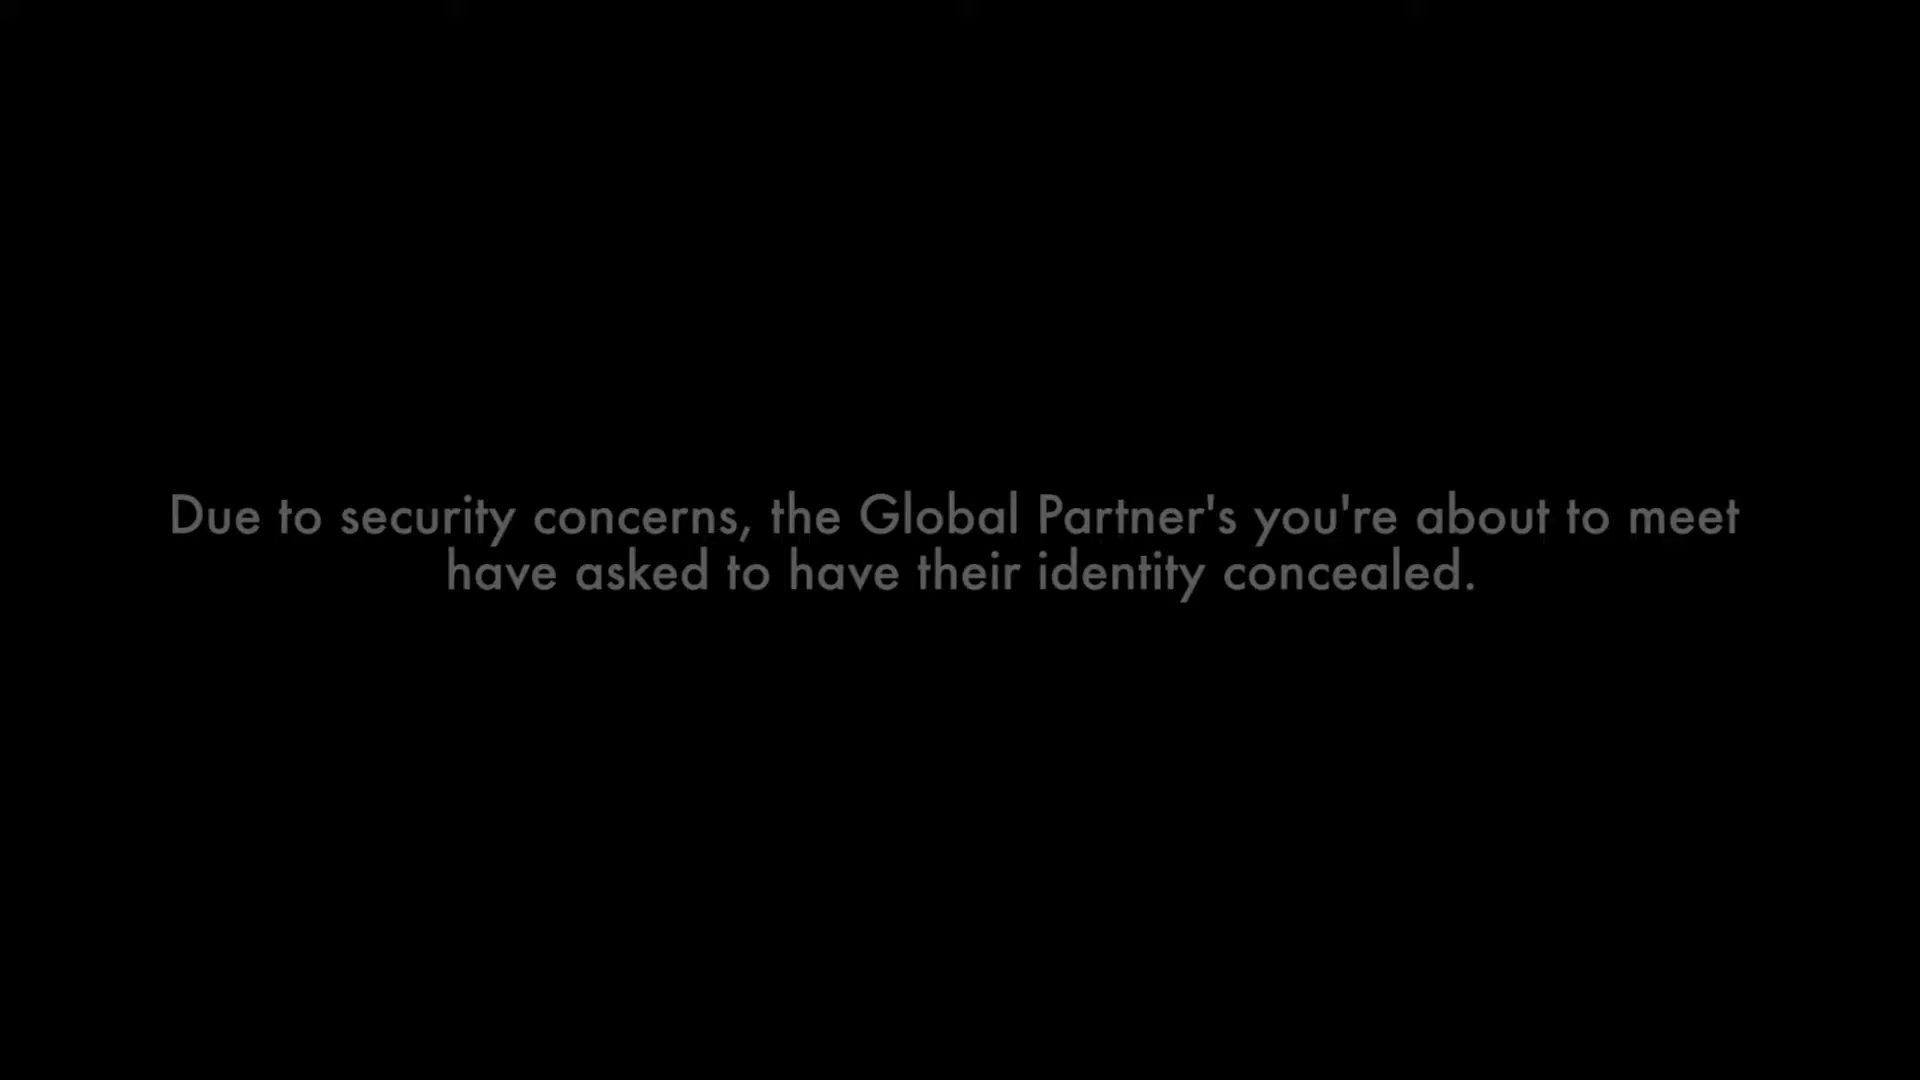 Due to security concerns, the Global Partner's you're about to meet
have asked to have their identity concealed.